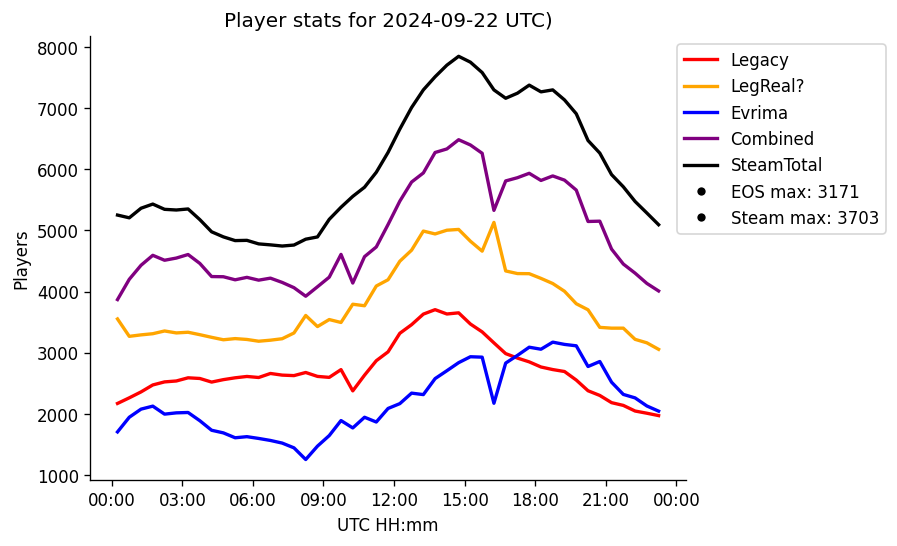 Player stats for 2024-09-22 UTC)
8000
7000
6000
5000
4000
3000
2000
1000
Players
00:00 03:00 06:00 09:00 12:00 15:00 18:00 21:00 00:00
UTC HH:mm
Legacy
LegReal?
Evrima
Combined
SteamTotal
EOS max: 3171
Steam max: 3703